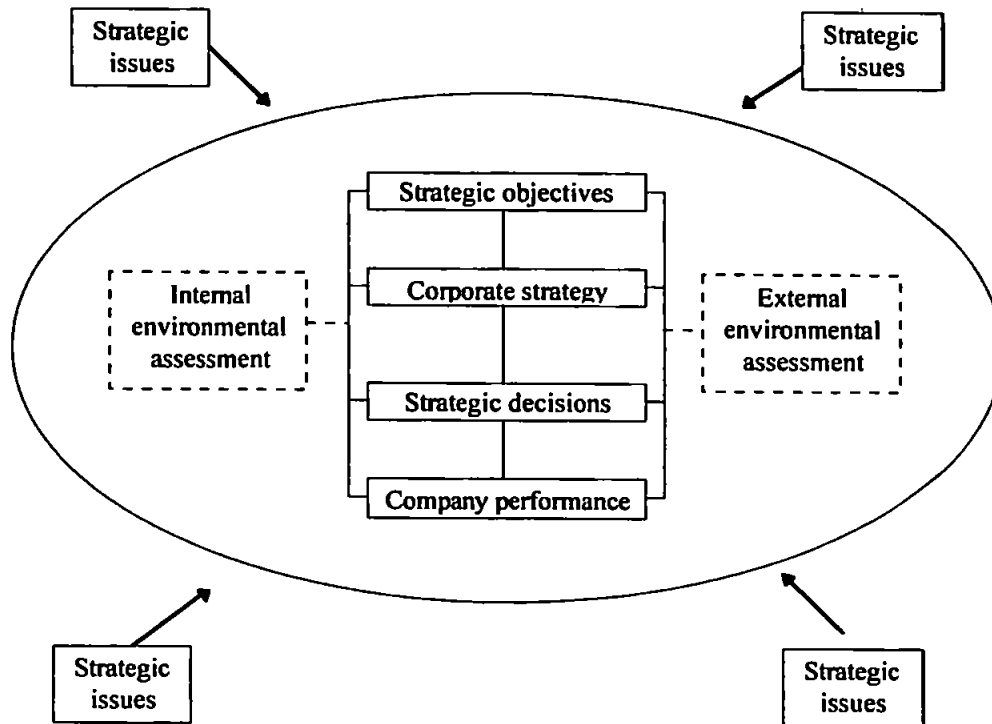 Strategic
issues
Strategic
issues
Strategic objectives
Corporate strategy
Internal
environmental
assessment
External
environmental
assessment
Strategic decisions
Company performance
Strategic
issues
Strategic
issues